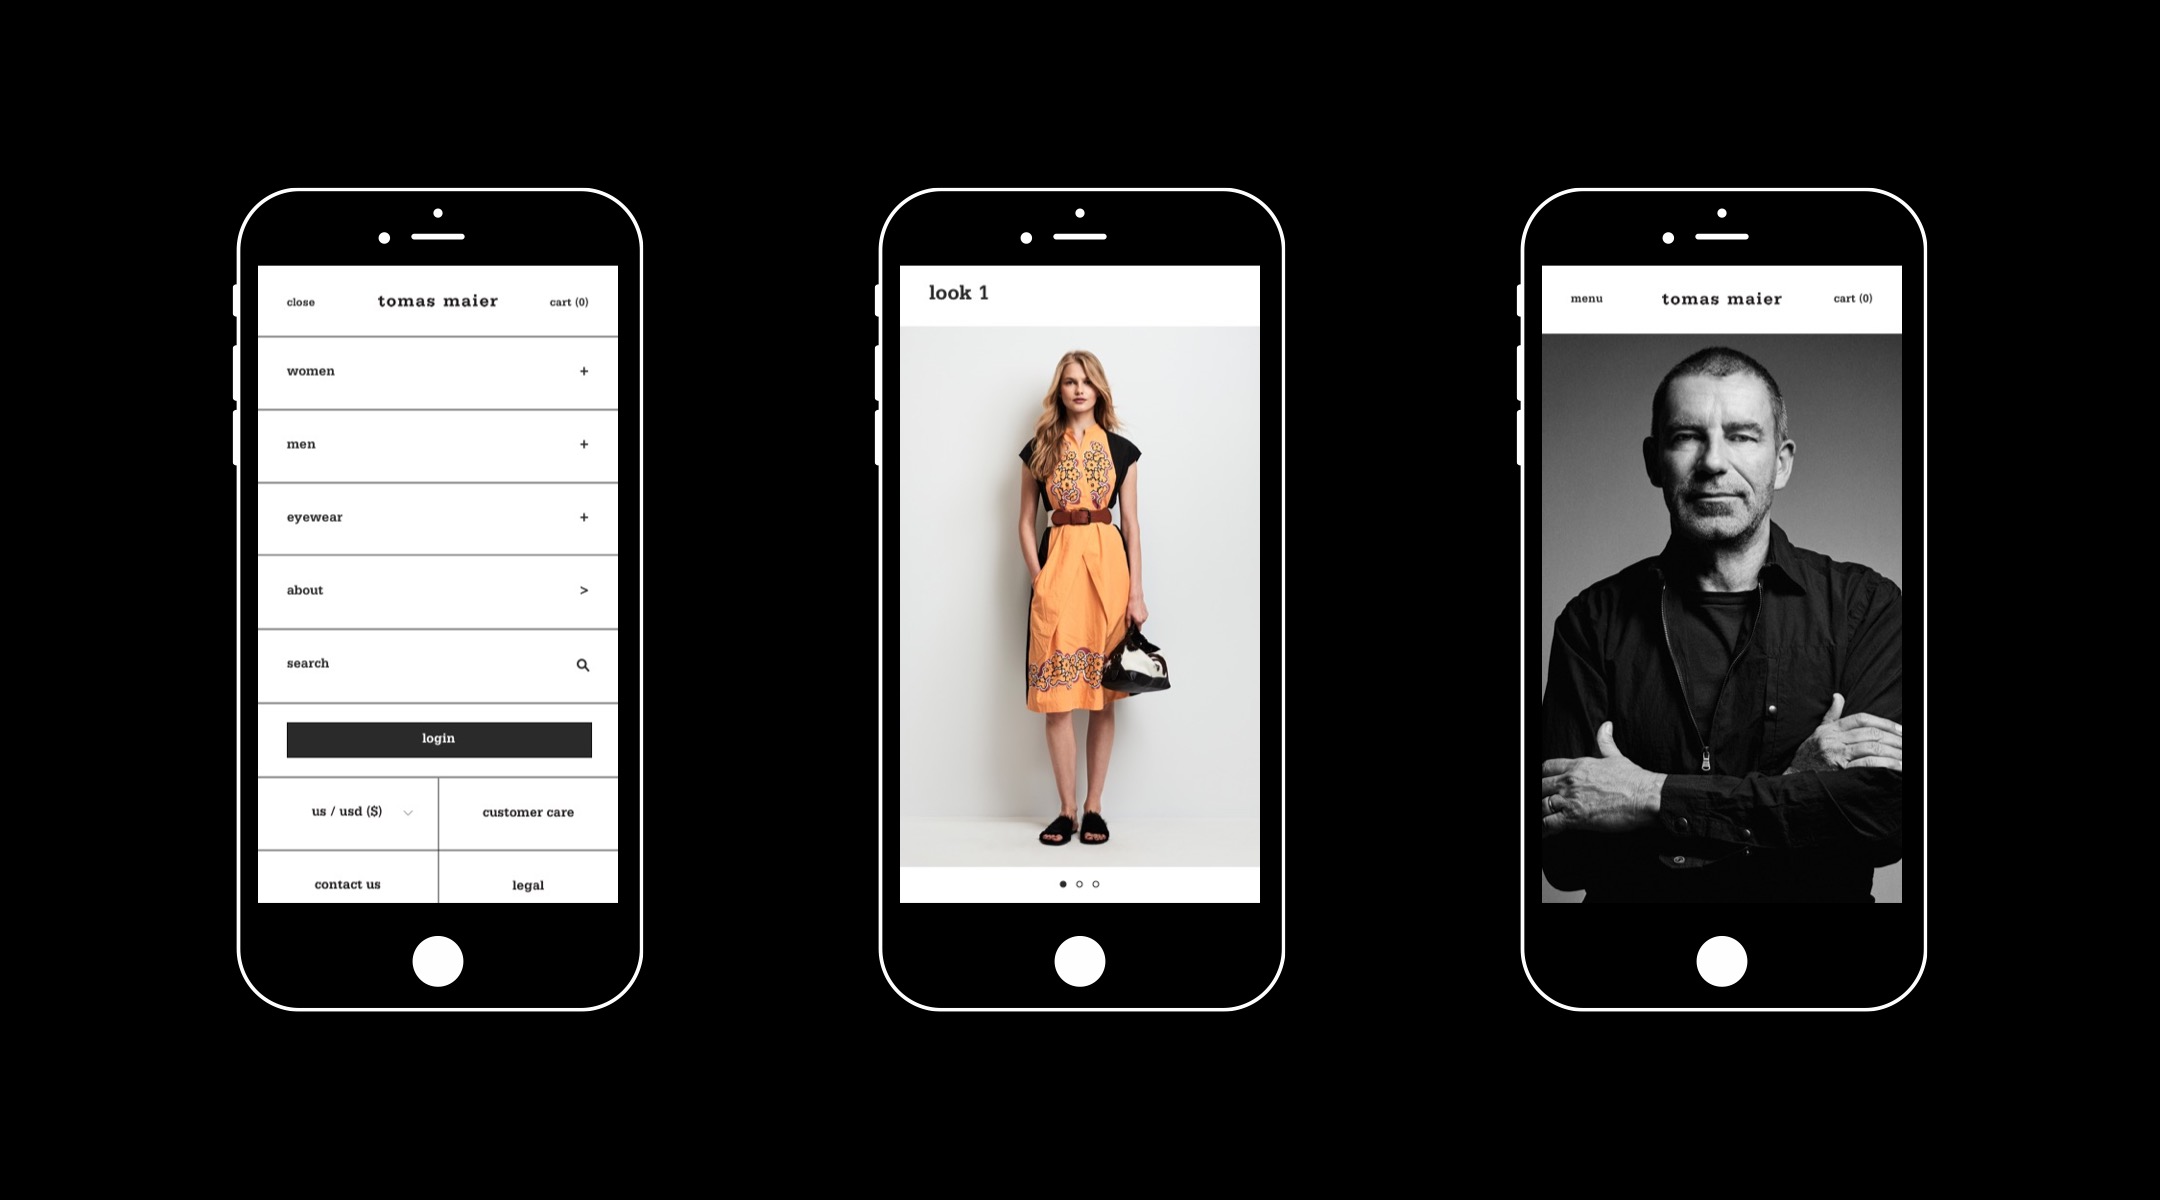 close tomas maier cart (0)
women +
men +
eyewear +
about >
search
login
us / usd ($) customer care
contact us legal
look 1
menu tomas maier cart (0)